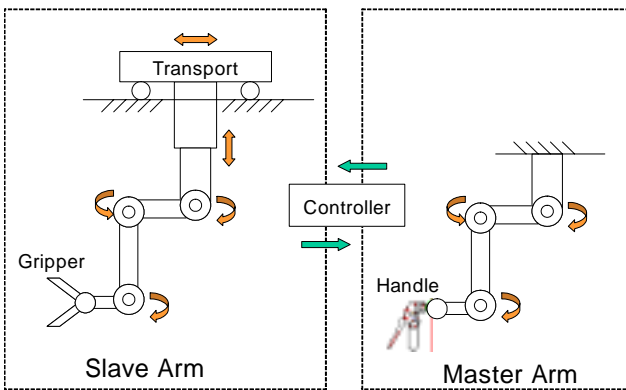 Transport
Controller
Gripper
Handle
Slave Arm
Master Arm